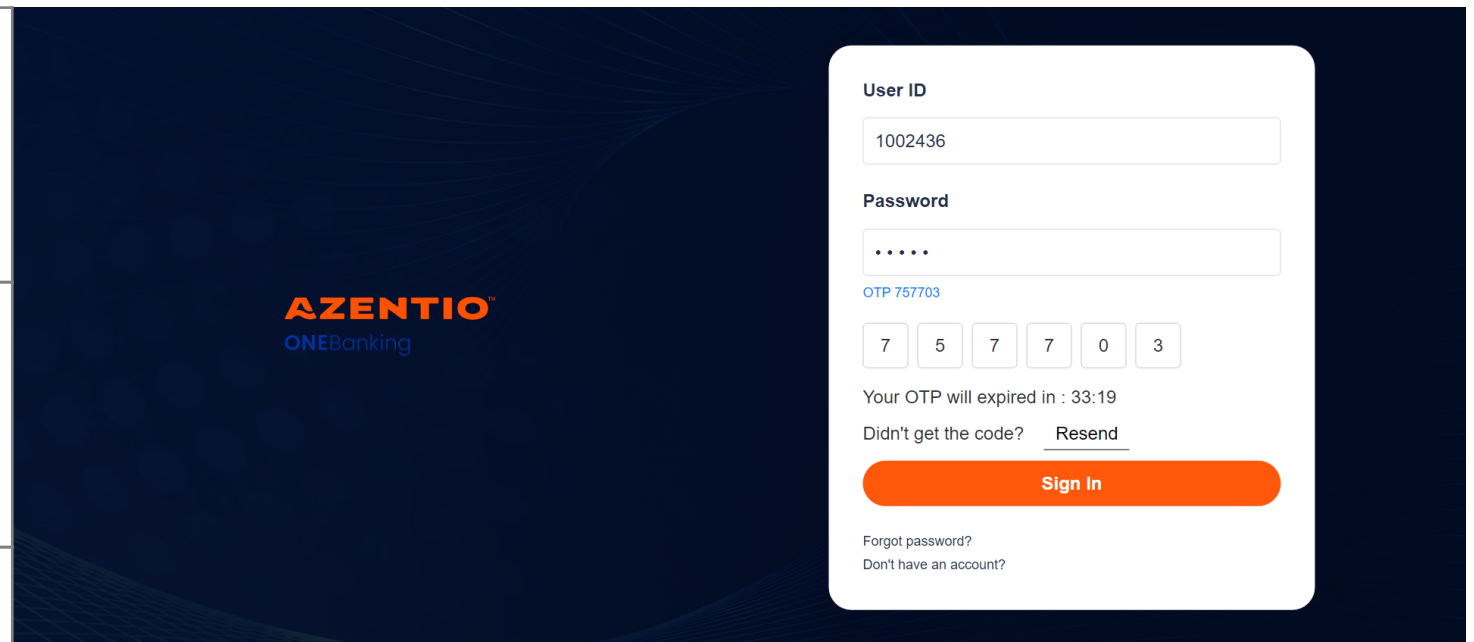 AZENTIO™
ONEBanking
User ID
1002436
Password
•••••
OTP 757703
7 5 7 7 0 3
Your OTP will expired in : 33:19
Didn't get the code? Resend
Sign In
Forgot password?
Don't have an account?